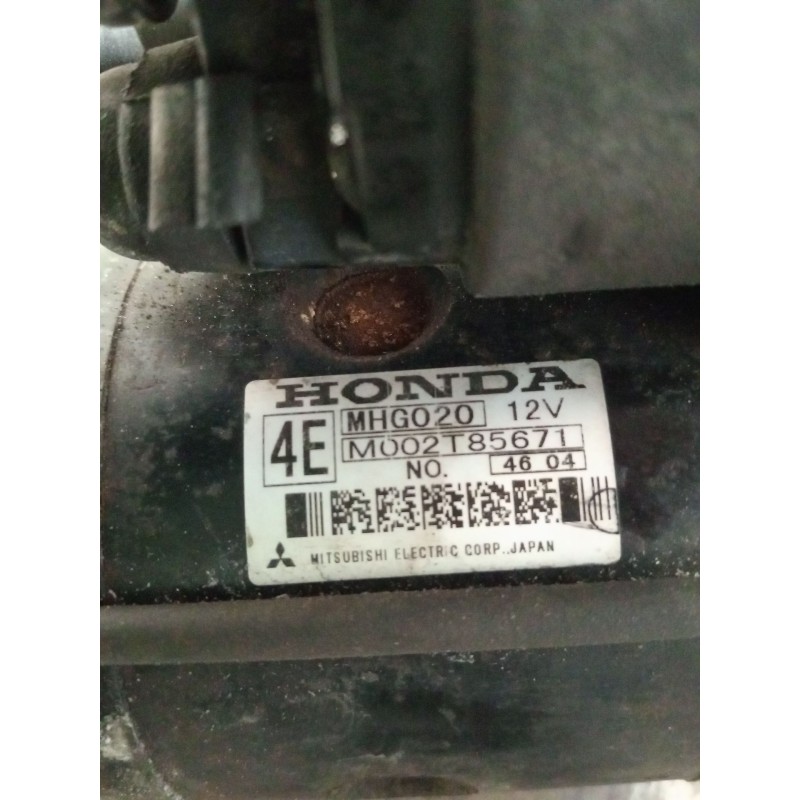 HONDA
4E MHG020 12V
M002T85671
NO. 46 04
MITSUBISHI ELECTRIC CORP., JAPAN